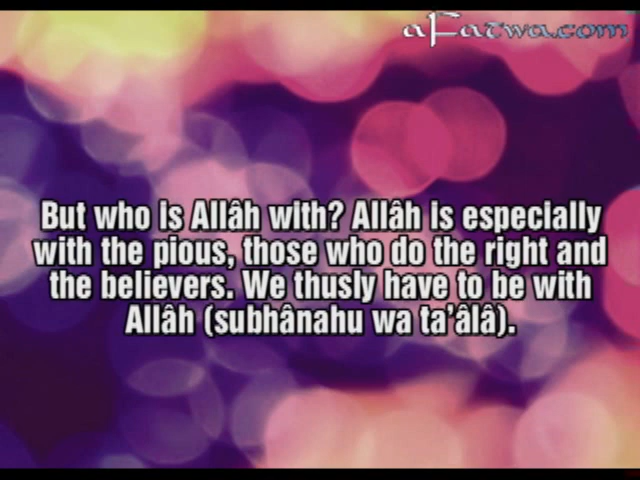 aFatwa.com
But who is Allâh with? Allâh is especially
with the pious, those who do the right and
the believers. We thusly have to be with
Allâh (subhânahu wa ta'âlâ).